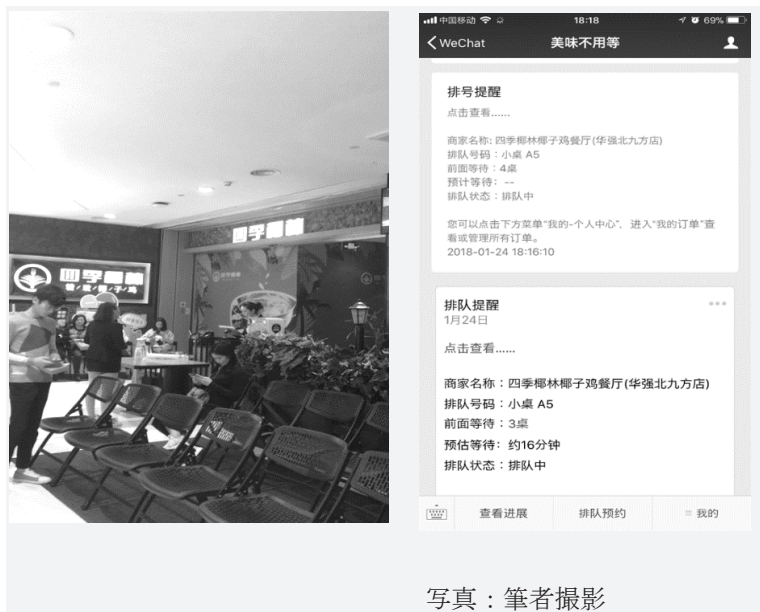 四季椰林
中国移动
18:18
69%
WeChat
美味不用等
排号提醒
点击查看......
商家名称: 四季椰林椰子鸡餐厅(华强北九方店)
排队号码：小桌 A5
前面等待：4桌
预计等待： --
排队状态：排队中
您可以点击下方菜单“我的-个人中心”，进入“我的订单”查
看或管理所有订单。
2018-01-24 18:16:10
排队提醒
1月24日
点击查看......
商家名称：四季椰林椰子鸡餐厅(华强北九方店)
排队号码：小桌 A5
前面等待：3桌
预估等待：约16分钟
排队状态：排队中
查看进展
排队预约
我的
写真：筆者撮影